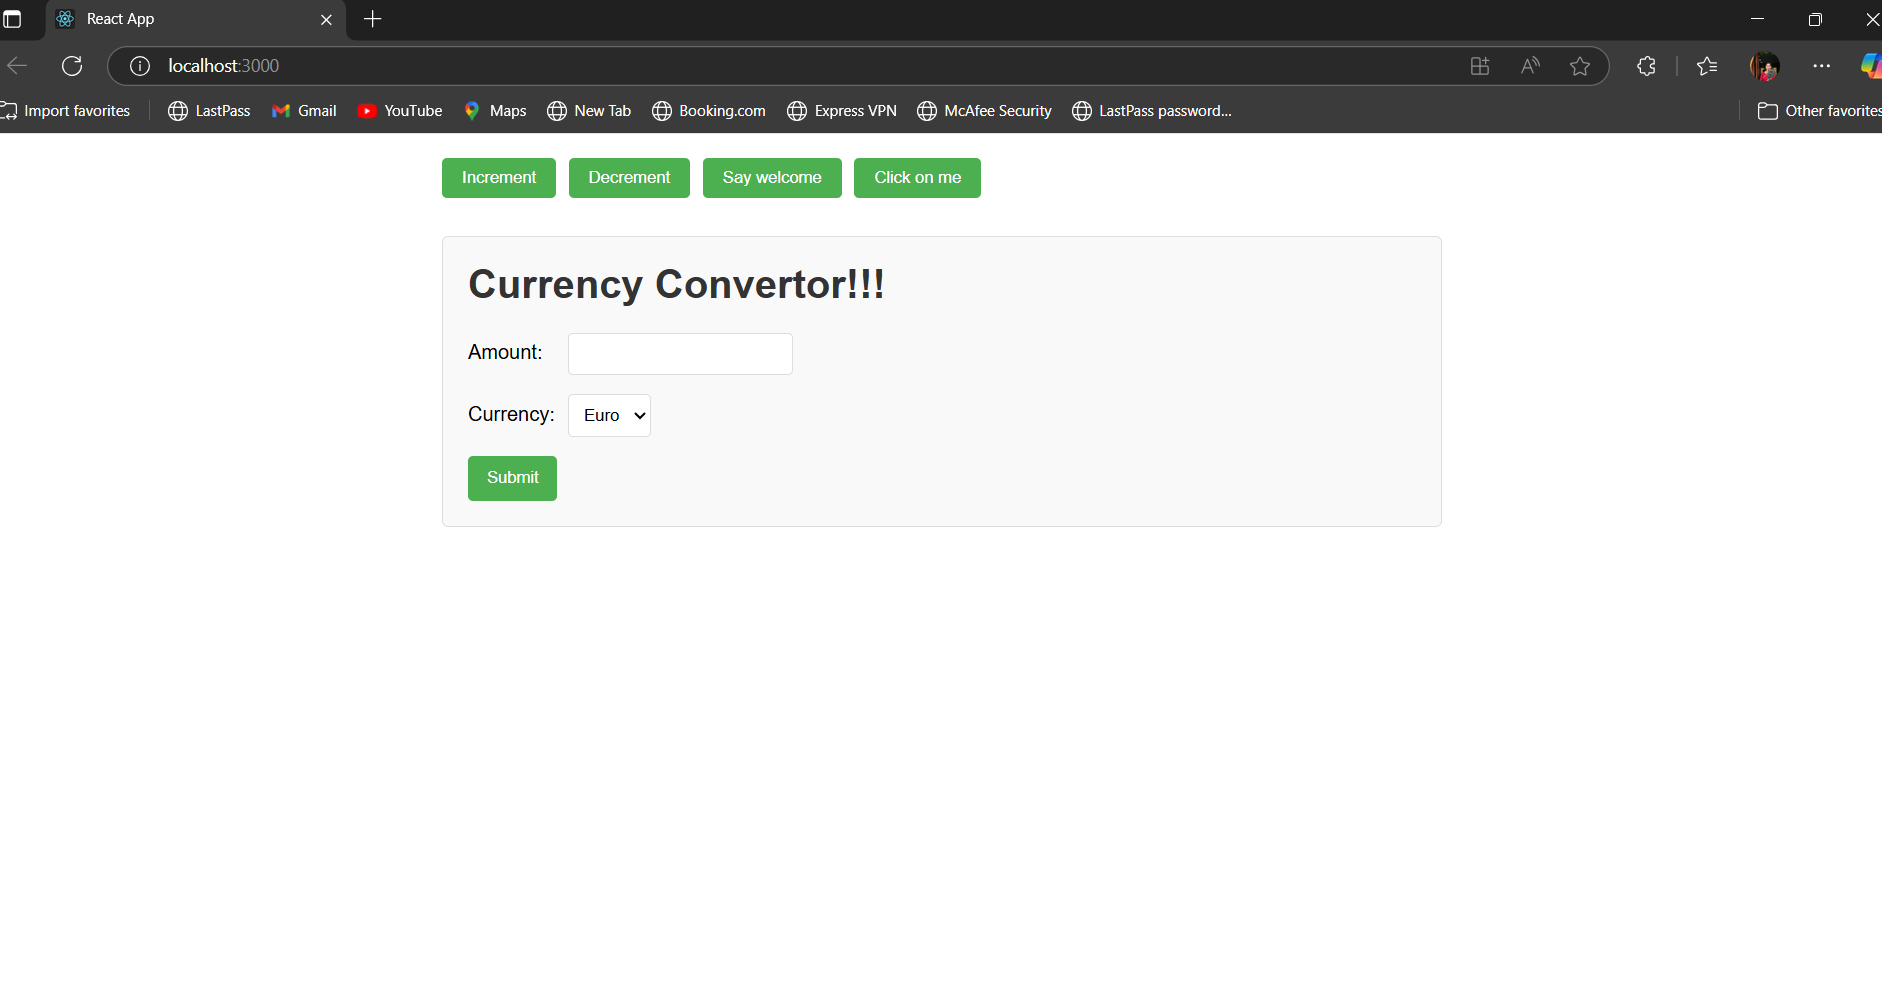 React App
localhost:3000
Import favorites LastPass Gmail YouTube Maps New Tab Booking.com Express VPN McAfee Security LastPass password... Other favorites
Increment Decrement Say welcome Click on me
Currency Convertor!!!
Amount:
Currency: Euro
Submit